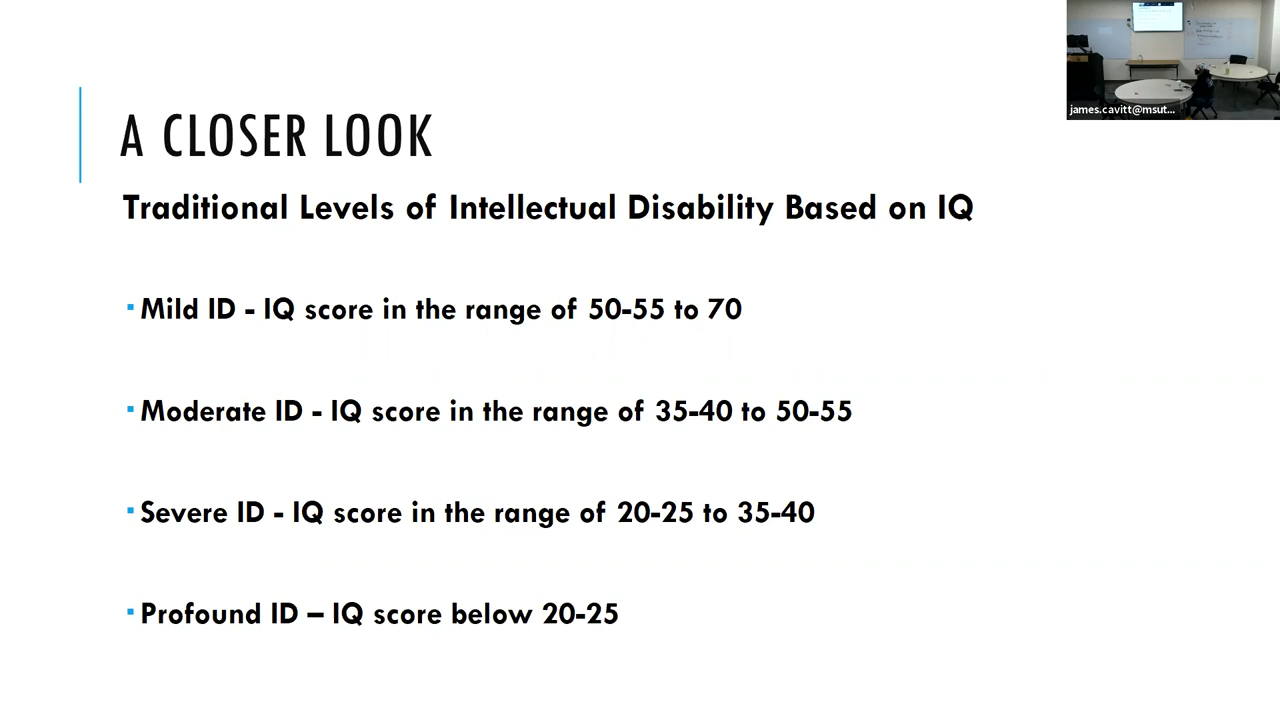 A CLOSER LOOK
Traditional Levels of Intellectual Disability Based on IQ
▪ Mild ID - IQ score in the range of 50-55 to 70
▪ Moderate ID - IQ score in the range of 35-40 to 50-55
▪ Severe ID - IQ score in the range of 20-25 to 35-40
▪ Profound ID – IQ score below 20-25
james.cavitt@msut...